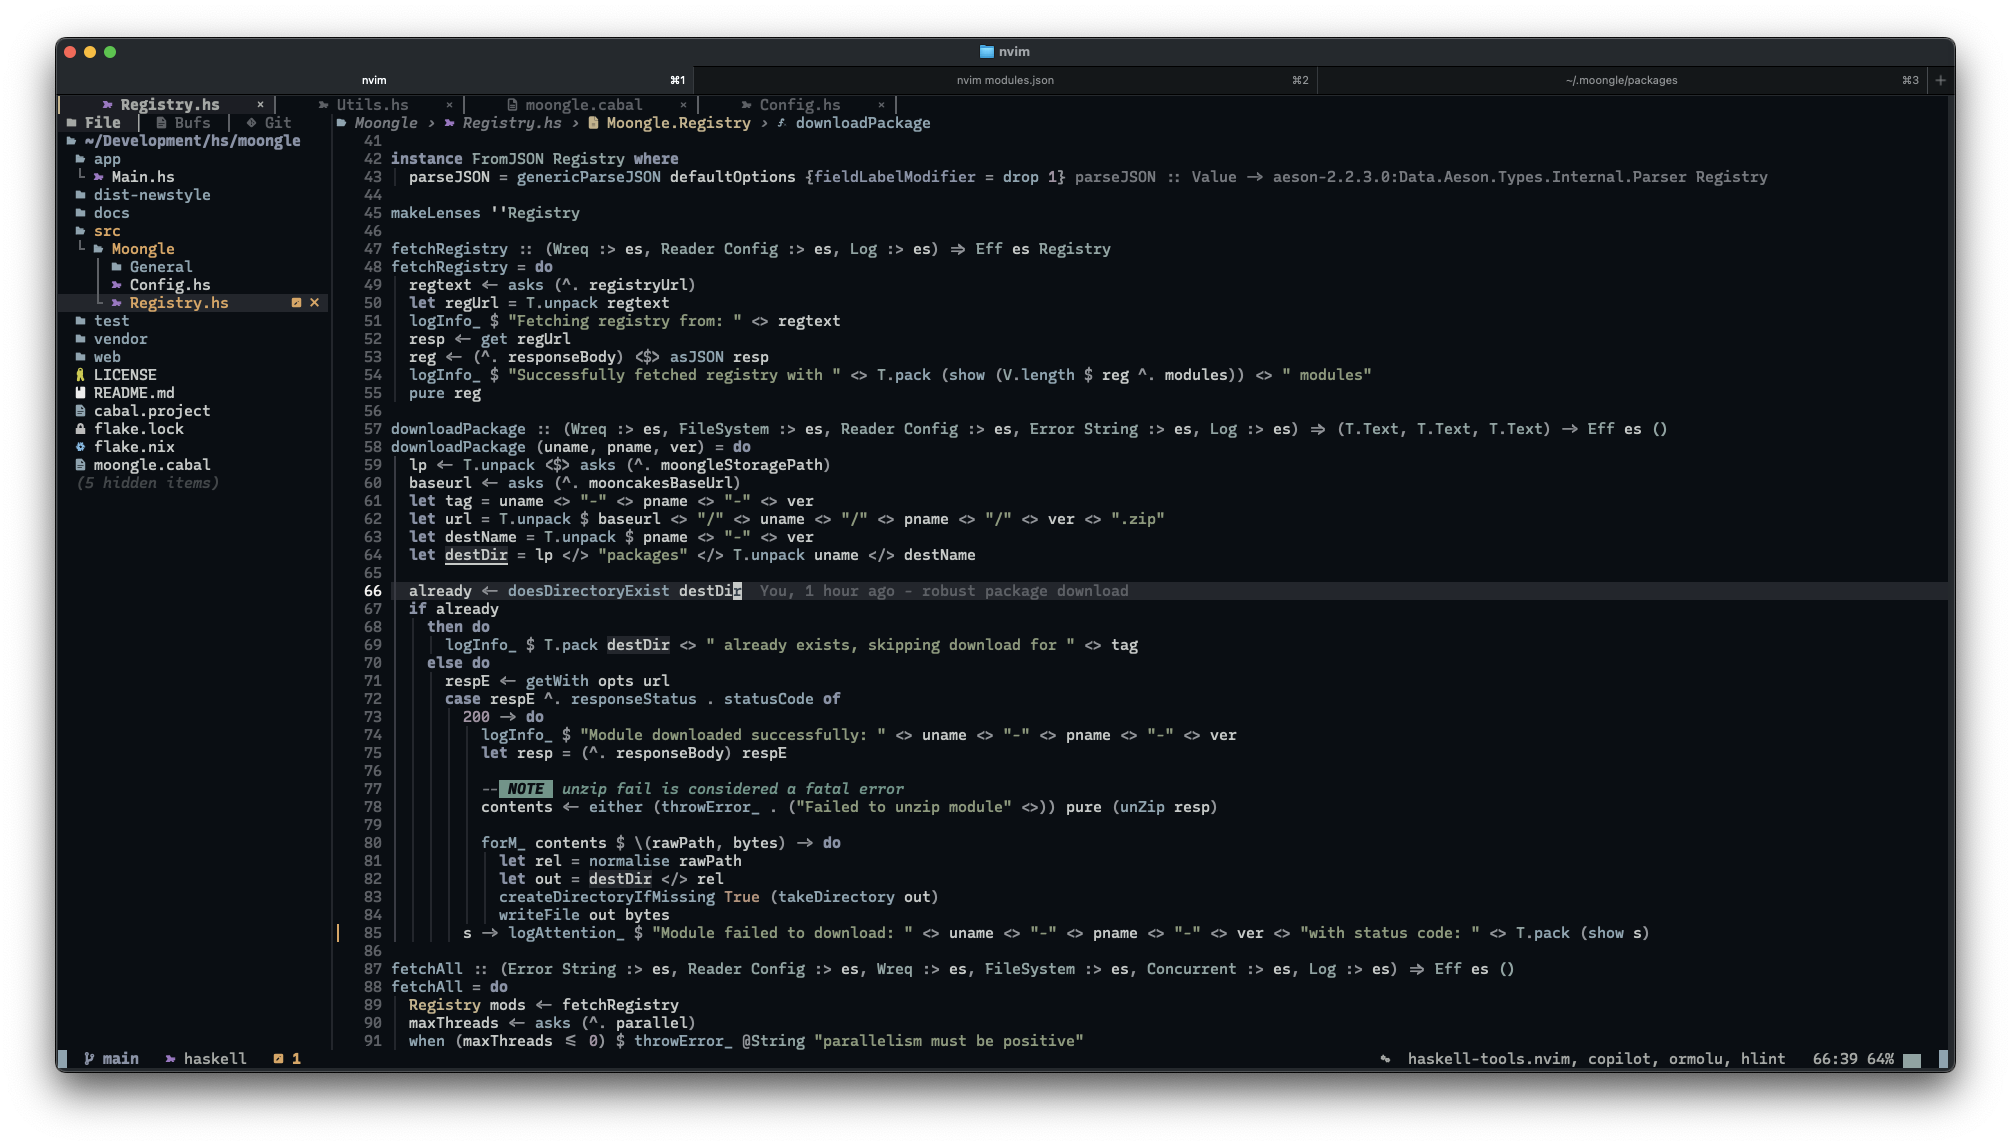 nvim
nvim ⌘1 nvim modules.json ⌘2 ~/.moongle/packages ⌘3 +
Registry.hs × Utils.hs × moongle.cabal × Config.hs ×
File Bufs Git
~/Development/hs/moongle
app
Main.hs
dist-newstyle
docs
src
Moongle
General
Config.hs
Registry.hs
test
vendor
web
LICENSE
README.md
cabal.project
flake.lock
flake.nix
moongle.cabal
(5 hidden items)
Moongle › Registry.hs › Moongle.Registry › downloadPackage
41
42 instance FromJSON Registry where
43   parseJSON = genericParseJSON defaultOptions {fieldLabelModifier = drop 1} parseJSON :: Value -> aeson-2.2.3.0:Data.Aeson.Types.Internal.Parser Registry
44
45 makeLenses ''Registry
46
47 fetchRegistry :: (Wreq :> es, Reader Config :> es, Log :> es) => Eff es Registry
48 fetchRegistry = do
49   regtext <- asks (^. registryUrl)
50   let regUrl = T.unpack regtext
51   logInfo_ $ "Fetching registry from: " <> regtext
52   resp <- get regUrl
53   reg <- (^. responseBody) <$> asJSON resp
54   logInfo_ $ "Successfully fetched registry with " <> T.pack (show (V.length $ reg ^. modules)) <> " modules"
55   pure reg
56
57 downloadPackage :: (Wreq :> es, FileSystem :> es, Reader Config :> es, Error String :> es, Log :> es) => (T.Text, T.Text, T.Text) -> Eff es ()
58 downloadPackage (uname, pname, ver) = do
59   lp <- T.unpack <$> asks (^. moongleStoragePath)
60   baseurl <- asks (^. mooncakesBaseUrl)
61   let tag = uname <> "-" <> pname <> "-" <> ver
62   let url = T.unpack $ baseurl <> "/" <> uname <> "/" <> pname <> "/" <> ver <> ".zip"
63   let destName = T.unpack $ pname <> "-" <> ver
64   let destDir = lp </> "packages" </> T.unpack uname </> destName
65
66   already <- doesDirectoryExist destDir  You, 1 hour ago - robust package download
67   if already
68     then do
69       logInfo_ $ T.pack destDir <> " already exists, skipping download for " <> tag
70     else do
71       respE <- getWith opts url
72       case respE ^. responseStatus . statusCode of
73         200 -> do
74           logInfo_ $ "Module downloaded successfully: " <> uname <> "-" <> pname <> "-" <> ver
75           let resp = (^. responseBody) respE
76
77           -- NOTE unzip fail is considered a fatal error
78           contents <- either (throwError_ . ("Failed to unzip module" <>)) pure (unZip resp)
79
80           forM_ contents $ \(rawPath, bytes) -> do
81             let rel = normalise rawPath
82             let out = destDir </> rel
83             createDirectoryIfMissing True (takeDirectory out)
84             writeFile out bytes
85         s -> logAttention_ $ "Module failed to download: " <> uname <> "-" <> pname <> "-" <> ver <> "with status code: " <> T.pack (show s)
86
87 fetchAll :: (Error String :> es, Reader Config :> es, Wreq :> es, FileSystem :> es, Concurrent :> es, Log :> es) => Eff es ()
88 fetchAll = do
89   Registry mods <- fetchRegistry
90   maxThreads <- asks (^. parallel)
91   when (maxThreads <= 0) $ throwError_ @String "parallelism must be positive"
main haskell 1 haskell-tools.nvim, copilot, ormolu, hlint 66:39 64%